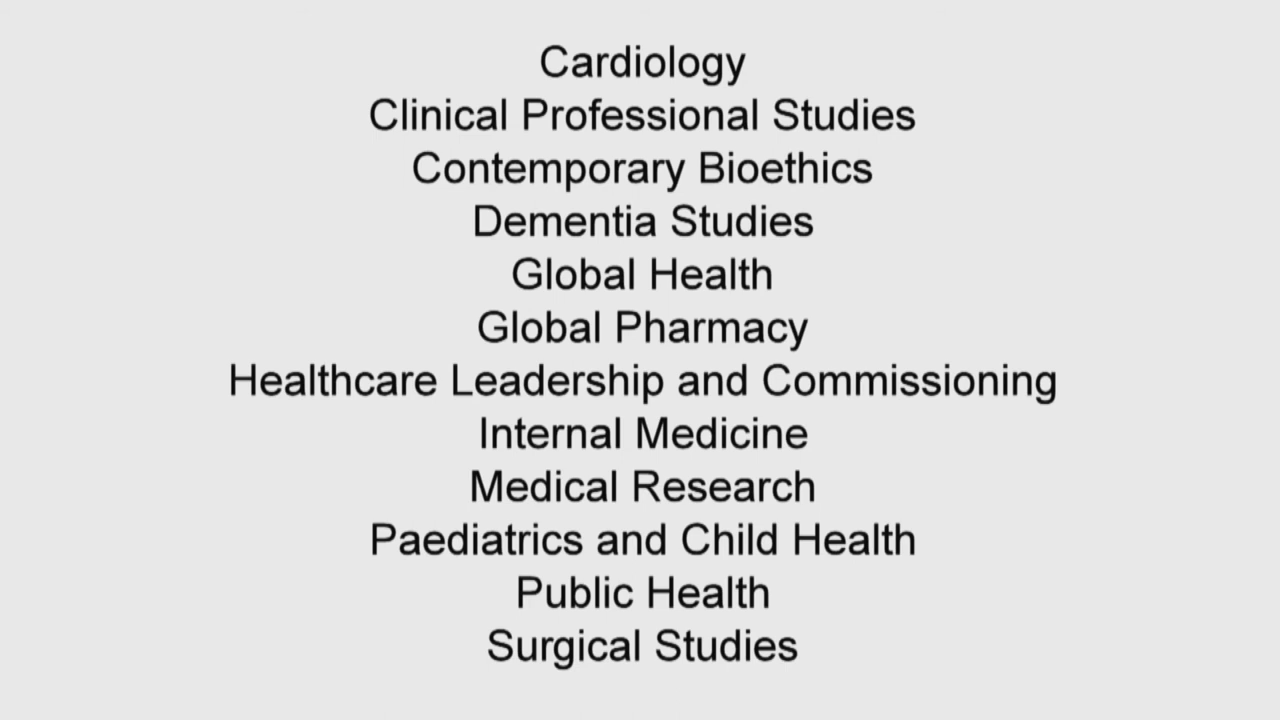 Cardiology
Clinical Professional Studies
Contemporary Bioethics
Dementia Studies
Global Health
Global Pharmacy
Healthcare Leadership and Commissioning
Internal Medicine
Medical Research
Paediatrics and Child Health
Public Health
Surgical Studies